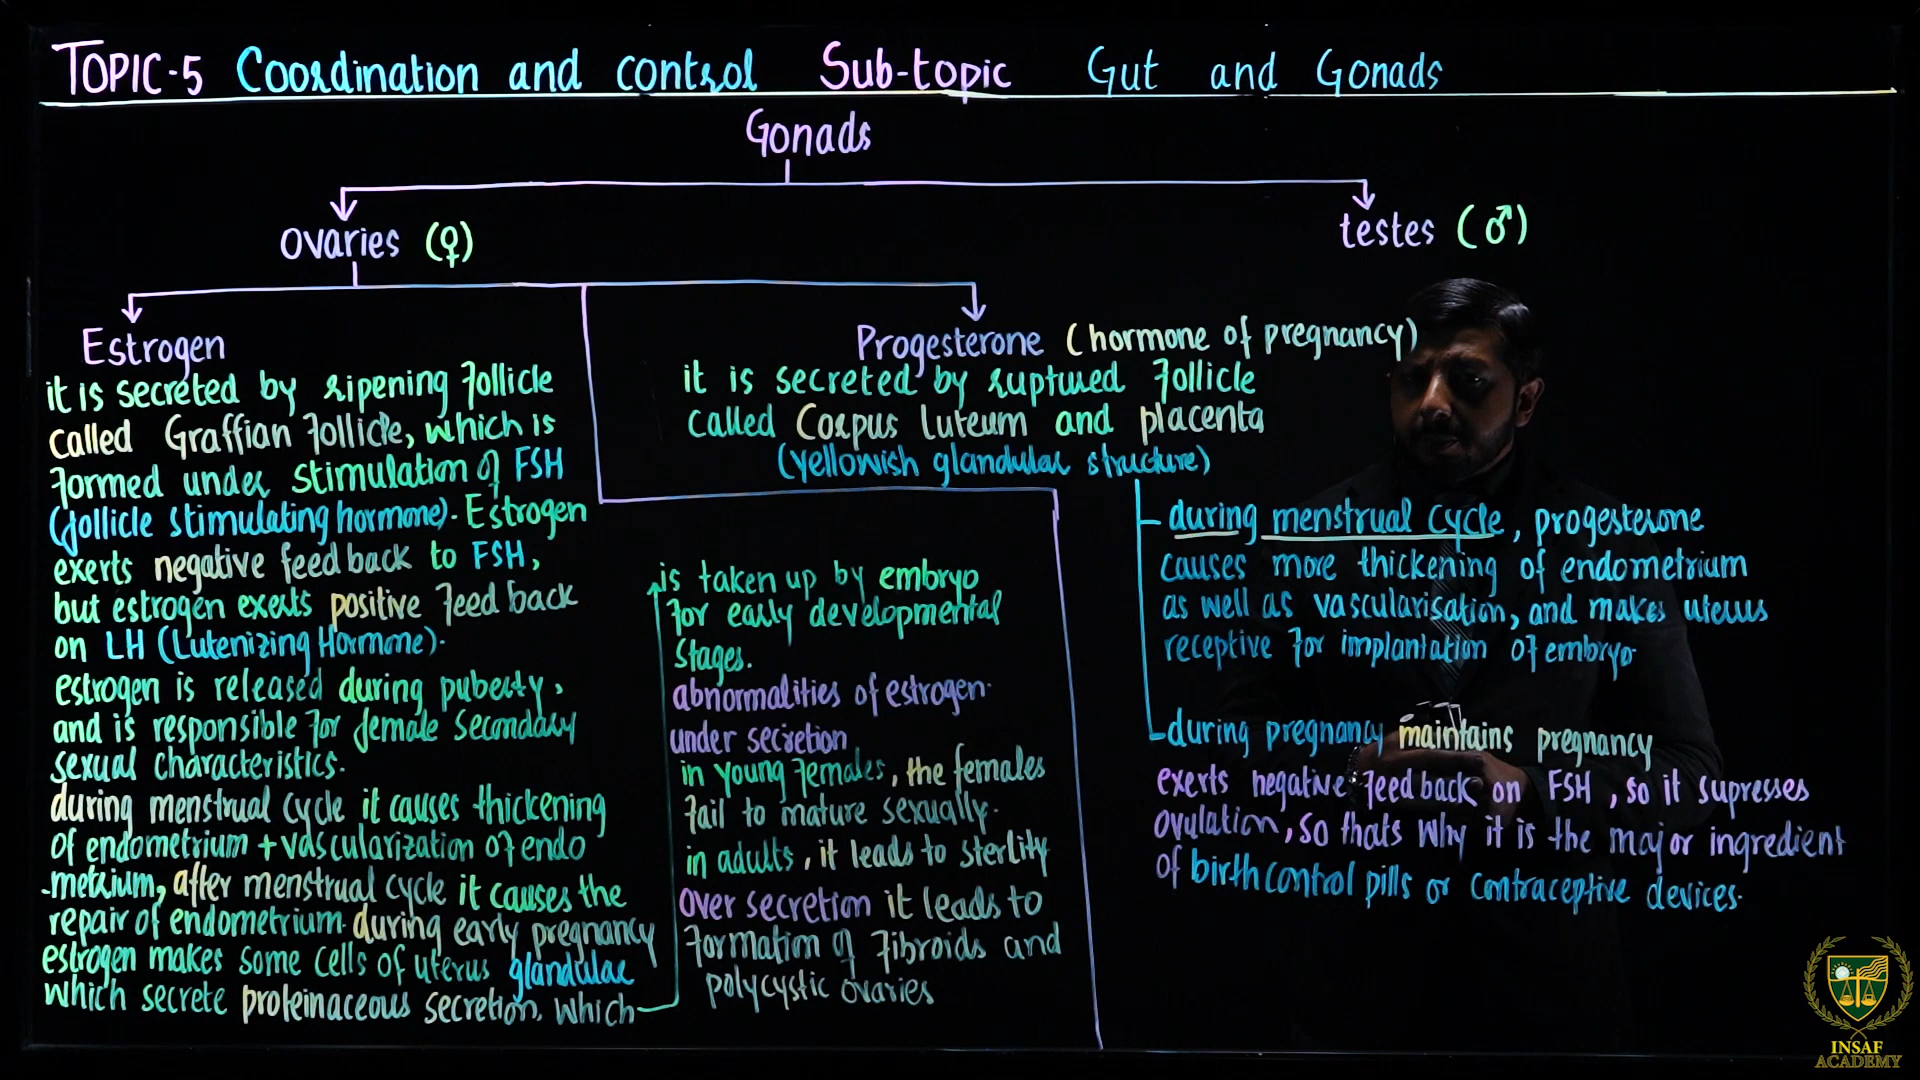 TOPIC-5 Coordination and control Sub-topic Gut and Gonads
Gonads
Ovaries (♀)
testes (♂)
Estrogen
it is secreted by ripening follicle
called Graffian follicle, which is
formed under stimulation of FSH
(follicle stimulating hormone). Estrogen
exerts negative feed back to FSH,
but estrogen exerts positive feed back
on LH (Lutenizing Hormone).
estrogen is released during puberty,
and is responsible for female secondary
sexual characteristics.
during menstrual cycle it causes thickening
of endometrium + vascularization of endo
-metrium, after menstrual cycle it causes the
repair of endometrium. during early pregnancy
estrogen makes some cells of uterus glandular
which secrete proteinaceous secretion. which
is taken up by embryo
for early developmental
stages.
abnormalities of estrogen.
under secretion
in young females, the females
fail to mature sexually.
in adults, it leads to sterlity
Over secretion it leads to
formation of fibroids and
polycystic ovaries
Progesterone (hormone of pregnancy)
it is secreted by ruptured follicle
called Corpus luteum and placenta
(yellowish glandular structure)
during menstrual cycle, progesterone
causes more thickening of endometrium
as well as vascularisation, and makes uterus
receptive for implantation of embryo.
during pregnancy maintains pregnancy
exerts negative feed back on FSH, so it supresses
ovulation, so thats why it is the major ingredient
of birth control pills or contraceptive devices.
INSAF
ACADEMY